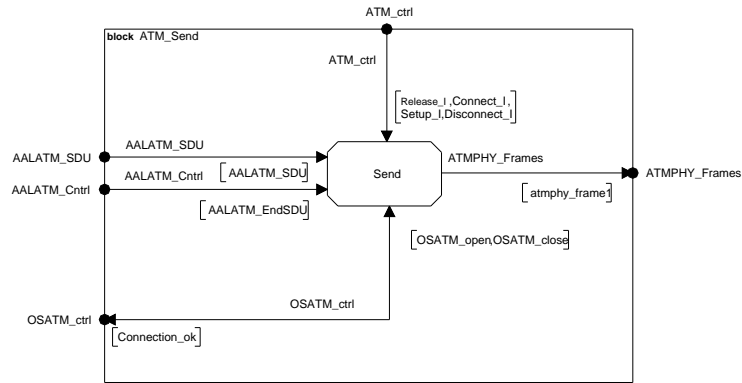 ATM_ctrl
block ATM_Send
ATM_ctrl
Release_I ,Connect_I ,
Setup_I,Disconnect_I
AALATM_SDU
AALATM_SDU
AALATM_SDU
AALATM_Cntrl
AALATM_Cntrl
AALATM_EndSDU
Send
ATMPHY_Frames
ATMPHY_Frames
atmphy_frame1
OSATM_open,OSATM_close
OSATM_ctrl
OSATM_ctrl
Connection_ok